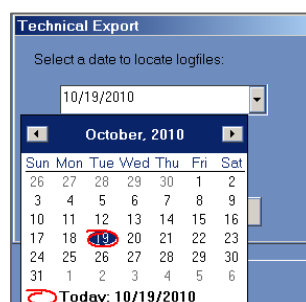 Technical Export
Select a date to locate logfiles:
10/19/2010
October, 2010
Sun Mon Tue Wed Thu Fri Sat
26 27 28 29 30 1 2
3 4 5 6 7 8 9
10 11 12 13 14 15 16
17 18 19 20 21 22 23
24 25 26 27 28 29 30
31 1 2 3 4 5 6
Today: 10/19/2010